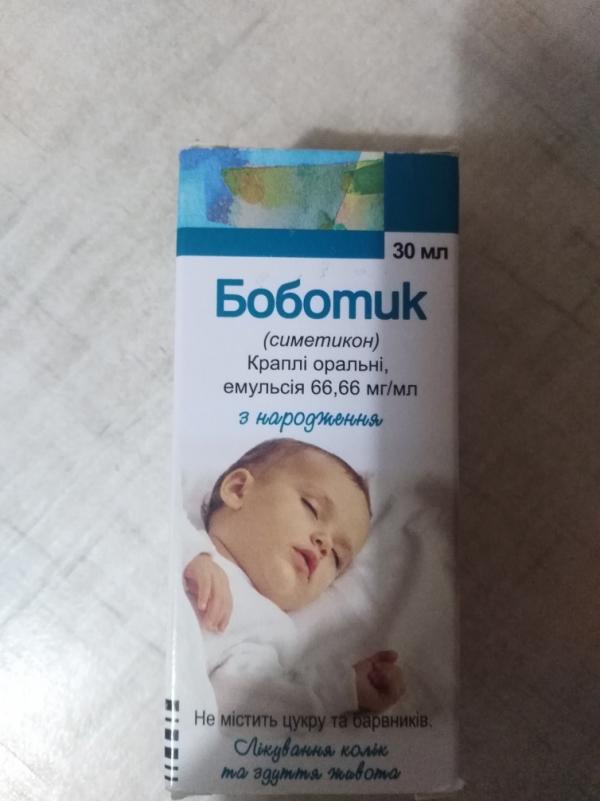 30 мл
Боботик
(симетикон)
Краплі оральні,
емульсія 66,66 мг/мл
з народження
Не містить цукру та барвників.
Лікування колік
та здуття живота